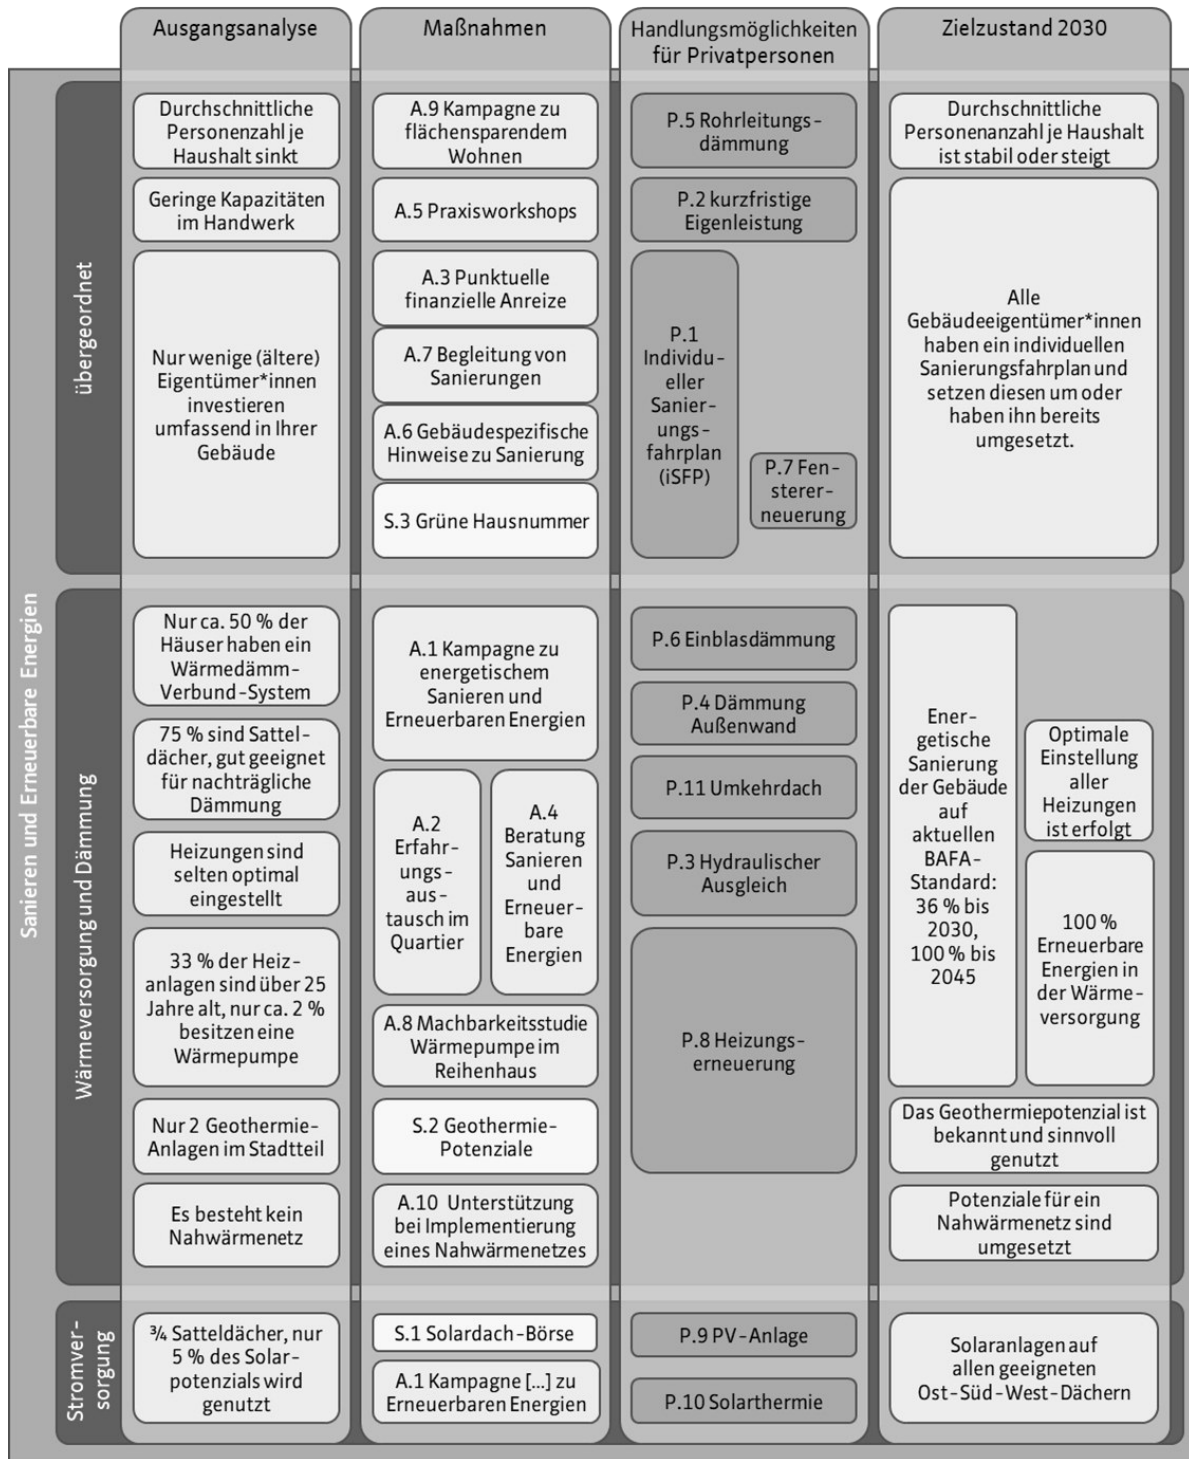 Ausgangsanalyse
Maßnahmen
Handlungsmöglichkeiten
für Privatpersonen
Zielzustand 2030
Sanieren und Erneuerbare Energien
übergeordnet
Durchschnittliche
Personenzahl je
Haushalt sinkt
Geringe Kapazitäten
im Handwerk
Nur wenige (ältere)
Eigentümer*innen
investieren
umfassend in Ihrer
Gebäude
A.9 Kampagne zu
flächensparendem
Wohnen
A.5 Praxisworkshops
A.3 Punktuelle
finanzielle Anreize
A.7 Begleitung von
Sanierungen
A.6 Gebäudespezifische
Hinweise zu Sanierung
S.3 Grüne Hausnummer
P.5 Rohrleitungs-
dämmung
P.2 kurzfristige
Eigenleistung
P.1
Individu-
eller
Sanier-
ungs-
fahrplan
(iSFP)
P.7 Fen-
sterer-
neuerung
Durchschnittliche
Personenanzahl je Haushalt
ist stabil oder steigt
Alle
Gebäudeeigentümer*innen
haben ein individuellen
Sanierungsfahrplan und
setzen diesen um oder
haben ihn bereits
umgesetzt.
Wärmeversorgung und Dämmung
Nur ca. 50 % der
Häuser haben ein
Wärmedämm-
Verbund-System
75 % sind Sattel-
dächer, gut geeignet
für nachträgliche
Dämmung
Heizungen sind
selten optimal
eingestellt
33 % der Heiz-
anlagen sind über 25
Jahre alt, nur ca. 2 %
besitzen eine
Wärmepumpe
Nur 2 Geothermie-
Anlagen im Stadtteil
Es besteht kein
Nahwärmenetz
A.1 Kampagne zu
energetischem
Sanieren und
Erneuerbaren Energien
A.2
Erfahr-
ungs-
aus-
tausch im
Quartier
A.4
Beratung
Sanieren
und
Erneuer-
bare
Energien
A.8 Machbarkeitsstudie
Wärmepumpe im
Reihenhaus
S.2 Geothermie-
Potenziale
A.10 Unterstützung
bei Implementierung
eines Nahwärmenetzes
P.6 Einblasdämmung
P.4 Dämmung
Außenwand
P.11 Umkehrdach
P.3 Hydraulischer
Ausgleich
P.8 Heizungs-
erneuerung
Ener-
getische
Sanierung
der Gebäude
auf
aktuellen
BAFA-
Standard:
36 % bis
2030,
100 % bis
2045
Optimale
Einstellung
aller
Heizungen
ist erfolgt
100 %
Erneuerbare
Energien in
der Wärme-
versorgung
Das Geothermiepotenzial ist
bekannt und sinnvoll
genutzt
Potenziale für ein
Nahwärmenetz sind
umgesetzt
Stromver-
sorgung
¾ Satteldächer, nur
5 % des Solar-
potenzials wird
genutzt
S.1 Solardach-Börse
A.1 Kampagne [...] zu
Erneuerbaren Energien
P.9 PV-Anlage
P.10 Solarthermie
Solaranlagen auf
allen geeigneten
Ost-Süd-West-Dächern